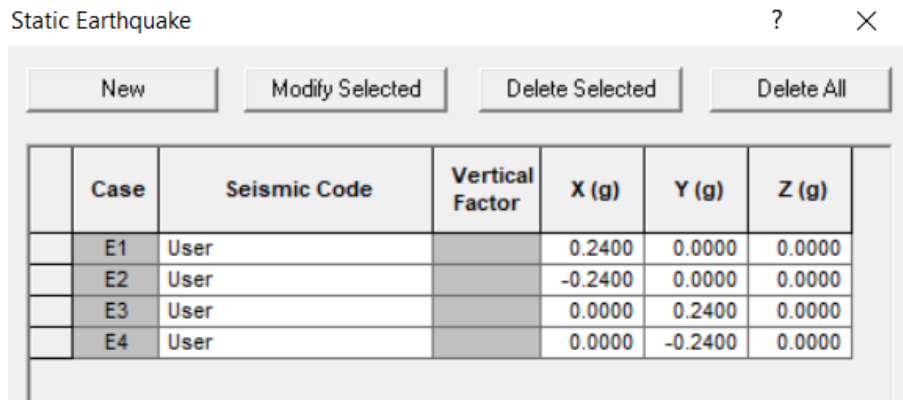 Static Earthquake ? ×
New Modify Selected Delete Selected Delete All
Case Seismic Code Vertical Factor X (g) Y (g) Z (g)
E1 User 0.2400 0.0000 0.0000
E2 User -0.2400 0.0000 0.0000
E3 User 0.0000 0.2400 0.0000
E4 User 0.0000 -0.2400 0.0000